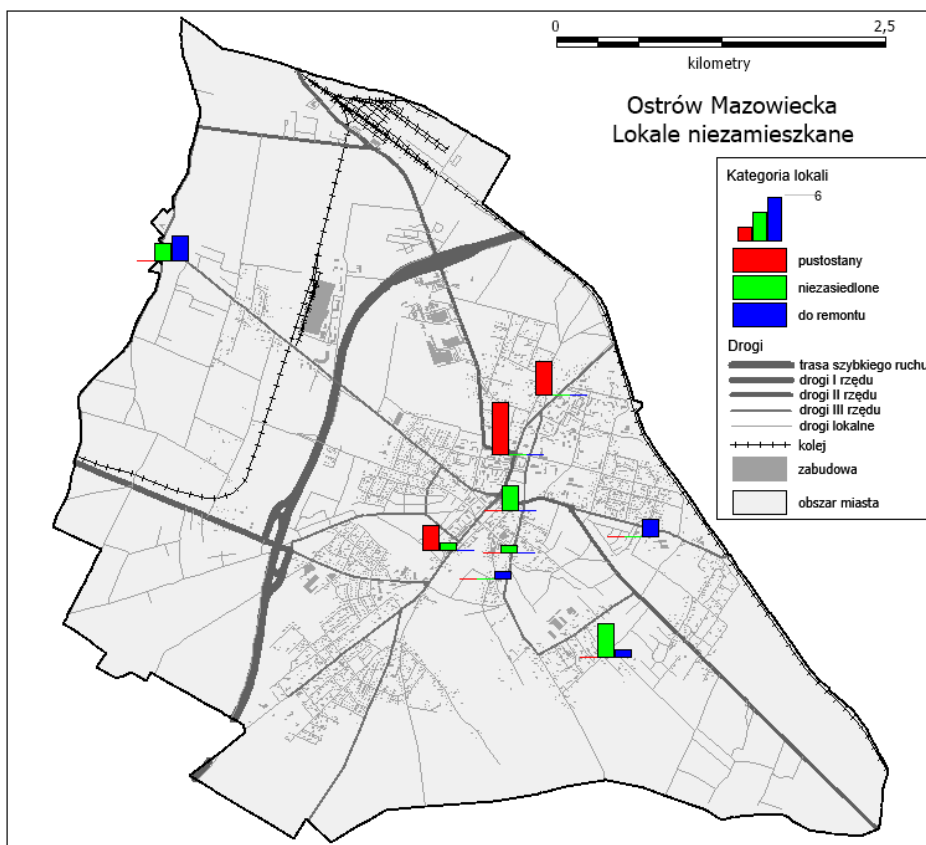 0 2,5
kilometry
Ostrów Mazowiecka
Lokale niezamieszkane
Kategoria lokali
6
pustostany
niezasiedlone
do remontu
Drogi
trasa szybkiego ruchu
drogi I rzędu
drogi II rzędu
drogi III rzędu
drogi lokalne
kolej
zabudowa
obszar miasta